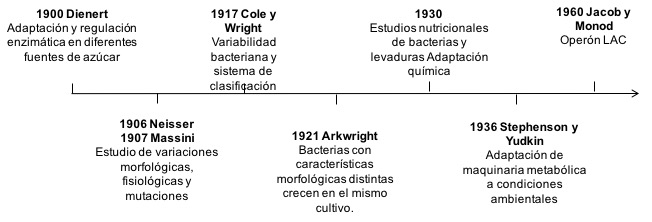 1900 Dienert
Adaptación y regulación
enzimática en diferentes
fuentes de azúcar
1917 Cole y
Wright
Variabilidad
bacteriana y
sistema de
clasificación
1930
Estudios nutricionales
de bacterias y
levaduras Adaptación
química
1960 Jacob y
Monod
Operón LAC
1906 Neisser
1907 Massini
Estudio de variaciones
morfológicas,
fisiológicas y
mutaciones
1921 Arkwright
Bacterias con
características
morfológicas distintas
crecen en el mismo
cultivo.
1936 Stephenson y
Yudkin
Adaptación de
maquinaria metabólica
a condiciones
ambientales